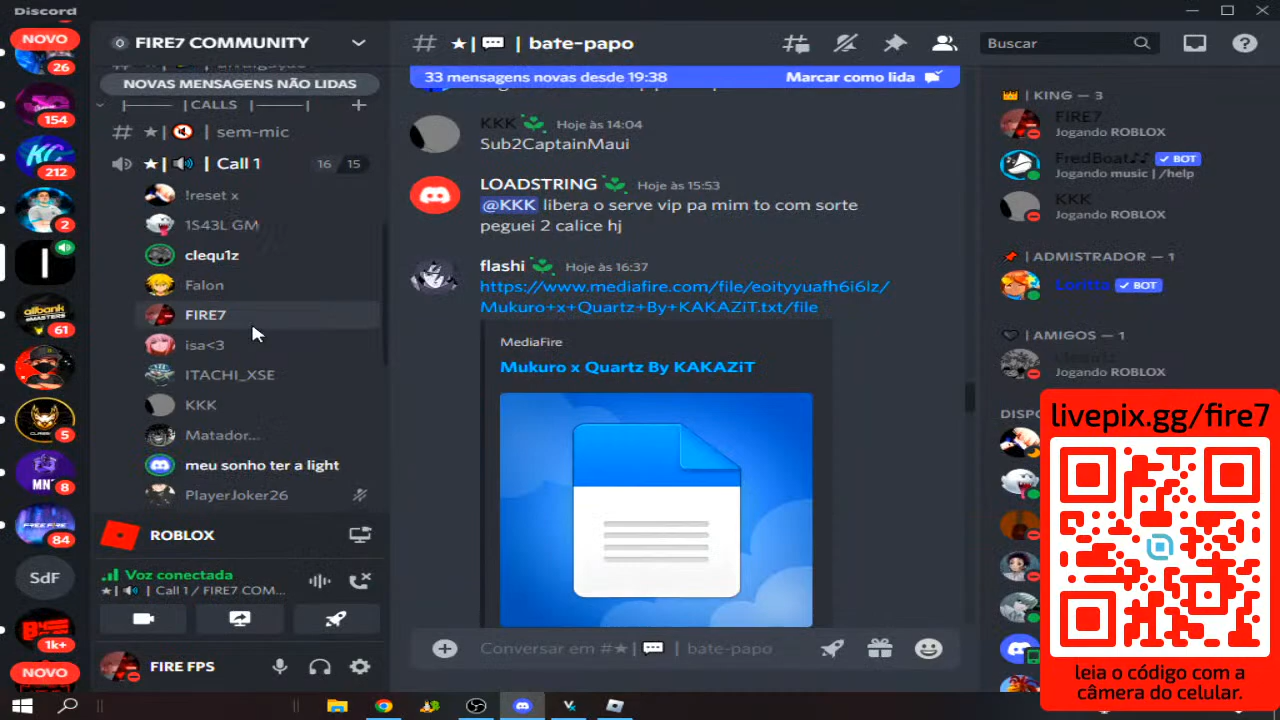 Discord
NOVO
26
154
212
2
61
5
8
84
SdF
1k+
NOVO
FIRE7 COMMUNITY
NOVAS MENSAGENS NÃO LIDAS
CALLS
sem-mic
Call 1
16 15
!reset x
1S43L GM
clequ1z
Falon
FIRE7
isa<3
ITACHI_XSE
KKK
Matador...
meu sonho ter a light
PlayerJoker26
ROBLOX
Voz conectada
★| 🔊 | Call 1 / FIRE7 COM...
FIRE FPS
# ★| 💬 | bate-papo
Buscar
33 mensagens novas desde 19:38 Marcar como lida
KKK Hoje às 14:04
Sub2CaptainMaui
LOADSTRING Hoje às 15:53
@KKK libera o serve vip pa mim to com sorte
peguei 2 calice hj
flashi Hoje às 16:37
https://www.mediafire.com/file/eoityyuafh6i6lz/
Mukuro+x+Quartz+By+KAKAZiT.txt/file
MediaFire
Mukuro x Quartz By KAKAZiT
Conversar em #★| 💬 | bate-papo
| KING — 3
FIRE7
Jogando ROBLOX
FredBoat♪♪ ✓ BOT
Jogando music | /help
KKK
Jogando ROBLOX
| ADMISTRADOR — 1
Loritta ✓ BOT
| AMIGOS — 1
Jogando ROBLOX
livepix.gg/fire7
leia o código com a
câmera do celular.